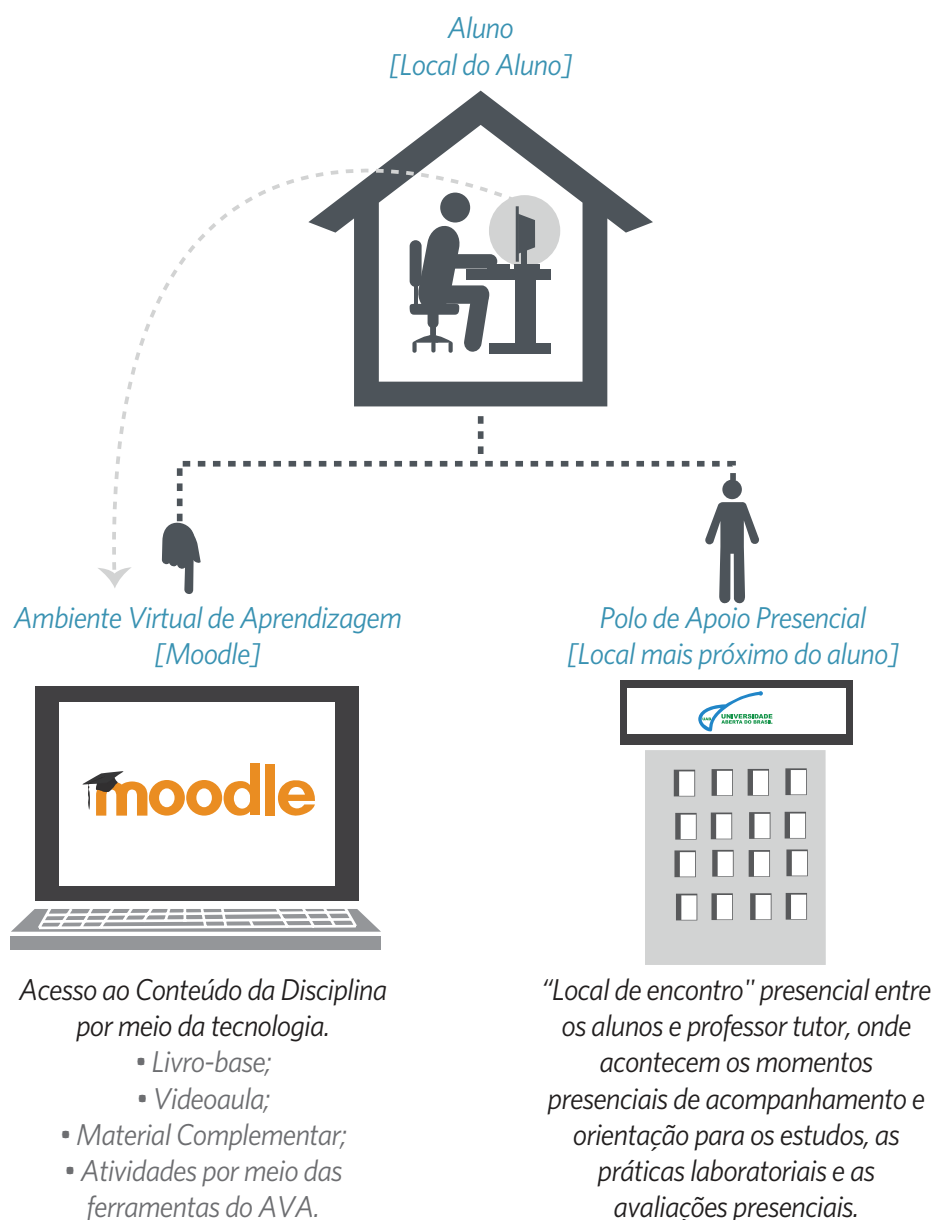 Aluno
[Local do Aluno]
Ambiente Virtual de Aprendizagem
[Moodle]
moodle
Acesso ao Conteúdo da Disciplina
por meio da tecnologia.
• Livro-base;
• Videoaula;
• Material Complementar;
• Atividades por meio das
ferramentas do AVA.
Polo de Apoio Presencial
[Local mais próximo do aluno]
UAB UNIVERSIDADE
ABERTA DO BRASIL
“Local de encontro" presencial entre
os alunos e professor tutor, onde
acontecem os momentos
presenciais de acompanhamento e
orientação para os estudos, as
práticas laboratoriais e as
avaliações presenciais.